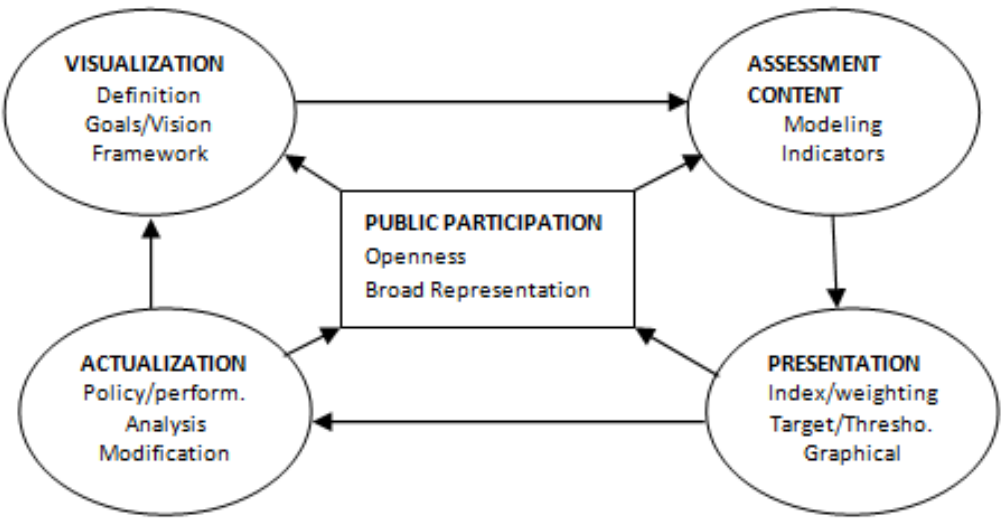 VISUALIZATION
Definition
Goals/Vision
Framework
ASSESSMENT
CONTENT
Modeling
Indicators
PUBLIC PARTICIPATION
Openness
Broad Representation
ACTUALIZATION
Policy/perform.
Analysis
Modification
PRESENTATION
Index/weighting
Target/Thresho.
Graphical